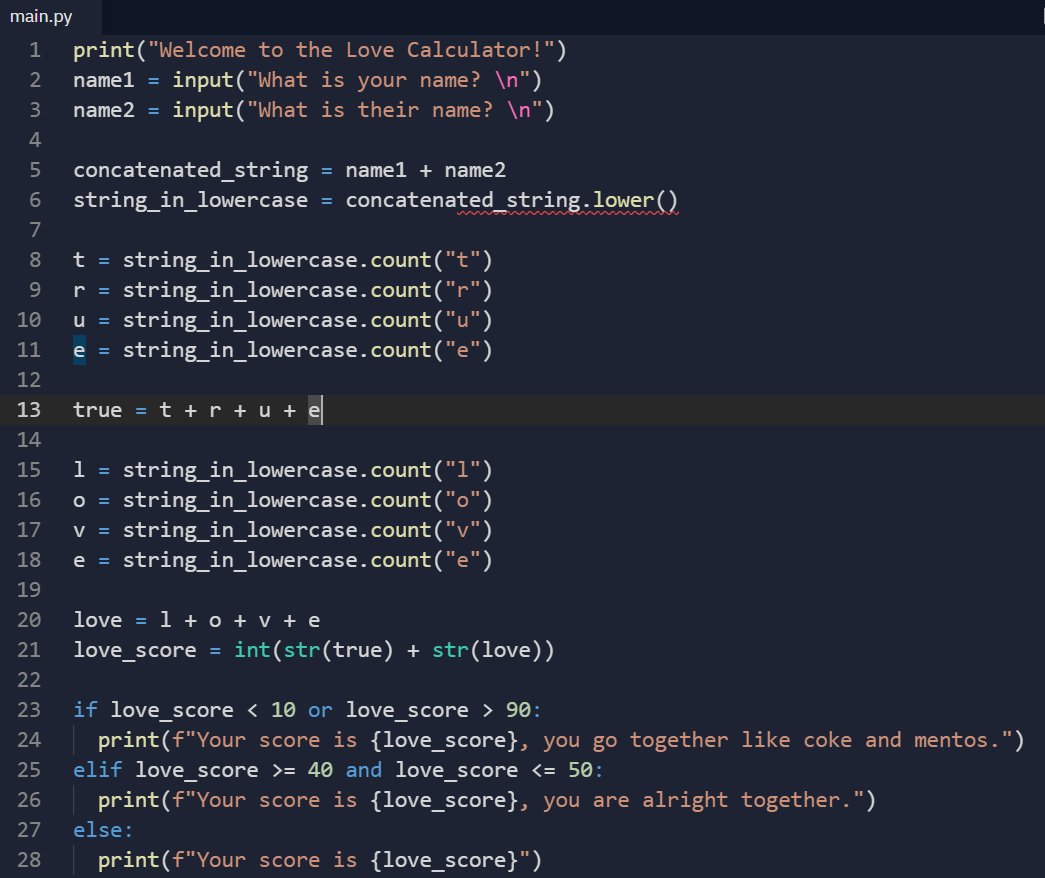 main.py
1 print("Welcome to the Love Calculator!")
2 name1 = input("What is your name? \n")
3 name2 = input("What is their name? \n")
4
5 concatenated_string = name1 + name2
6 string_in_lowercase = concatenated_string.lower()
7
8 t = string_in_lowercase.count("t")
9 r = string_in_lowercase.count("r")
10 u = string_in_lowercase.count("u")
11 e = string_in_lowercase.count("e")
12
13 true = t + r + u + e
14
15 l = string_in_lowercase.count("l")
16 o = string_in_lowercase.count("o")
17 v = string_in_lowercase.count("v")
18 e = string_in_lowercase.count("e")
19
20 love = l + o + v + e
21 love_score = int(str(true) + str(love))
22
23 if love_score < 10 or love_score > 90:
24   print(f"Your score is {love_score}, you go together like coke and mentos.")
25 elif love_score >= 40 and love_score <= 50:
26   print(f"Your score is {love_score}, you are alright together.")
27 else:
28   print(f"Your score is {love_score}")